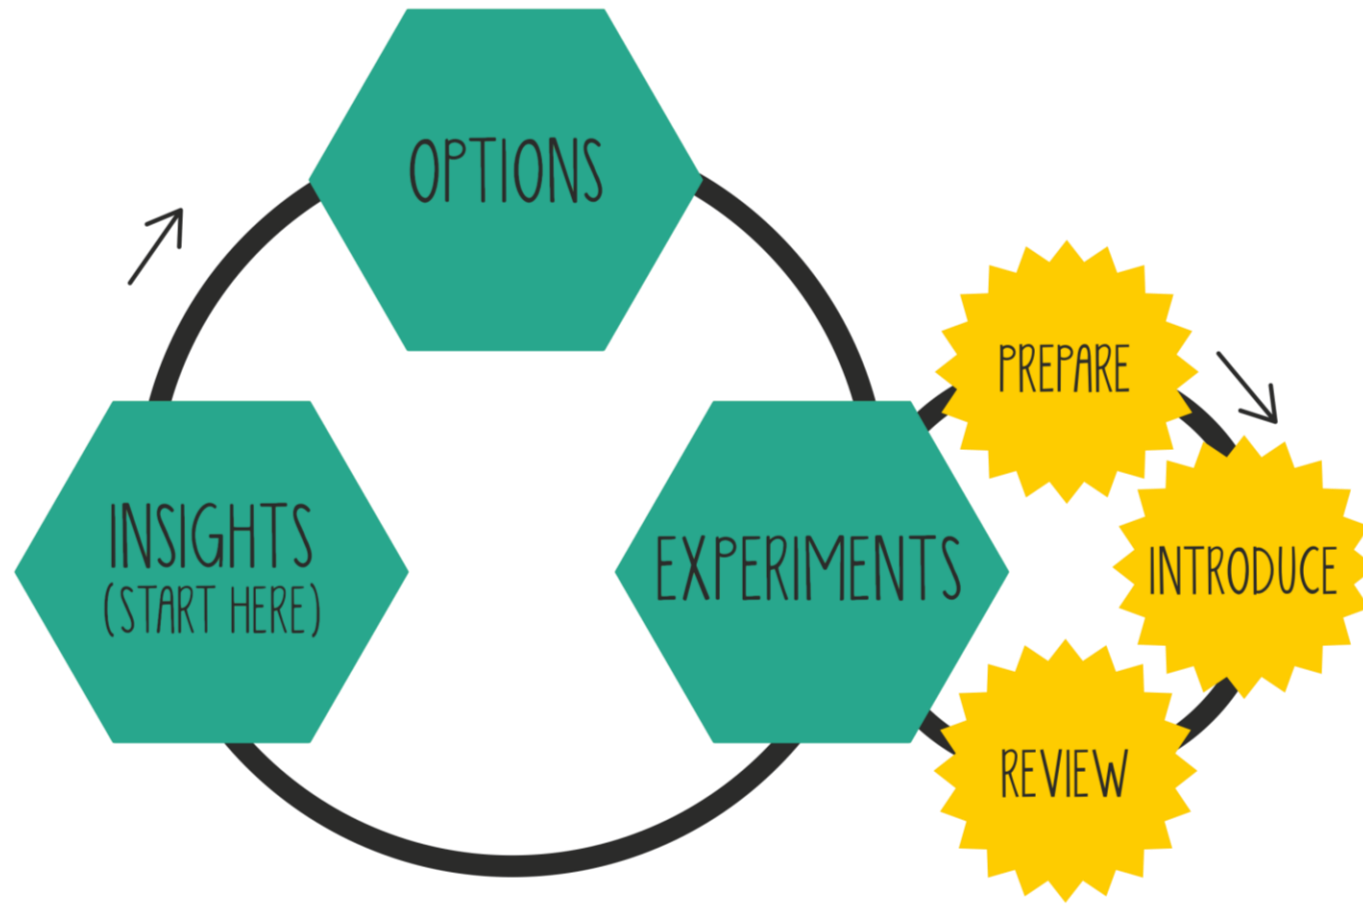 OPTIONS
PREPARE
INSIGHTS
(START HERE)
EXPERIMENTS
INTRODUCE
REVIEW